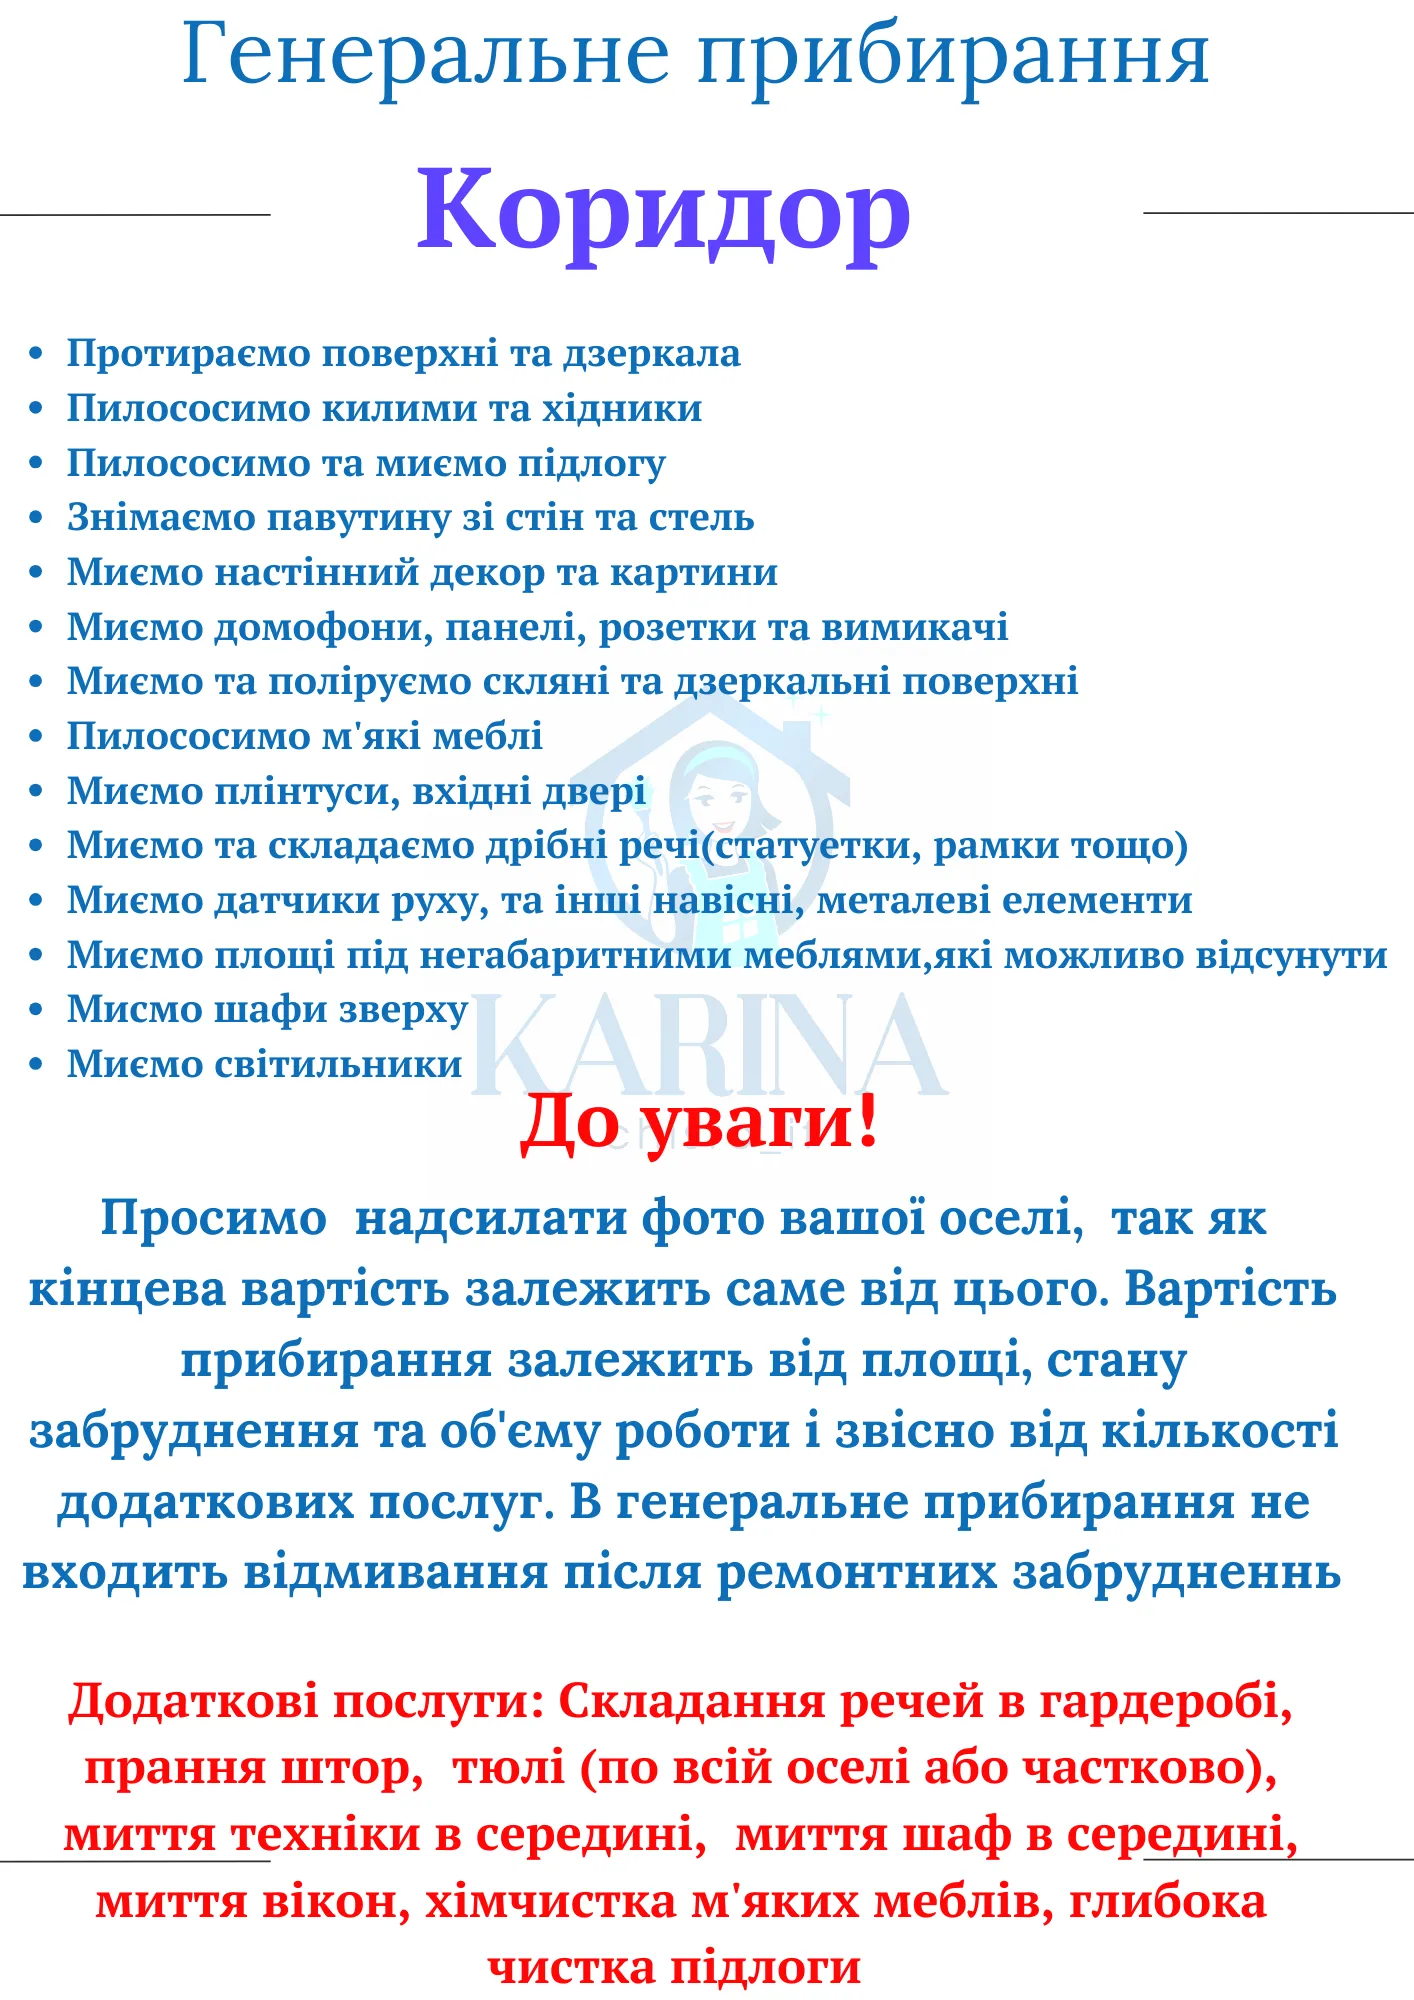 Генеральне прибирання
Коридор
• Протираємо поверхні та дзеркала
• Пилососимо килими та хідники
• Пилососимо та миємо підлогу
• Знімаємо павутину зі стін та стель
• Миємо настінний декор та картини
• Миємо домофони, панелі, розетки та вимикачі
• Миємо та поліруємо скляні та дзеркальні поверхні
• Пилососимо м'які меблі
• Миємо плінтуси, вхідні двері
• Миємо та складаємо дрібні речі(статуетки, рамки тощо)
• Миємо датчики руху, та інші навісні, металеві елементи
• Миємо площі під негабаритними меблями,які можливо відсунути
• Мисмо шафи зверху
• Миємо світильники
KARINA
До уваги!
Просимо надсилати фото вашої оселі, так як
кінцева вартість залежить саме від цього. Вартість
прибирання залежить від площі, стану
забруднення та об'єму роботи і звісно від кількості
додаткових послуг. В генеральне прибирання не
входить відмивання після ремонтних забрудненнь
Додаткові послуги: Складання речей в гардеробі,
прання штор, тюлі (по всій оселі або частково),
миття техніки в середині, миття шаф в середині,
миття вікон, хімчистка м'яких меблів, глибока
чистка підлоги